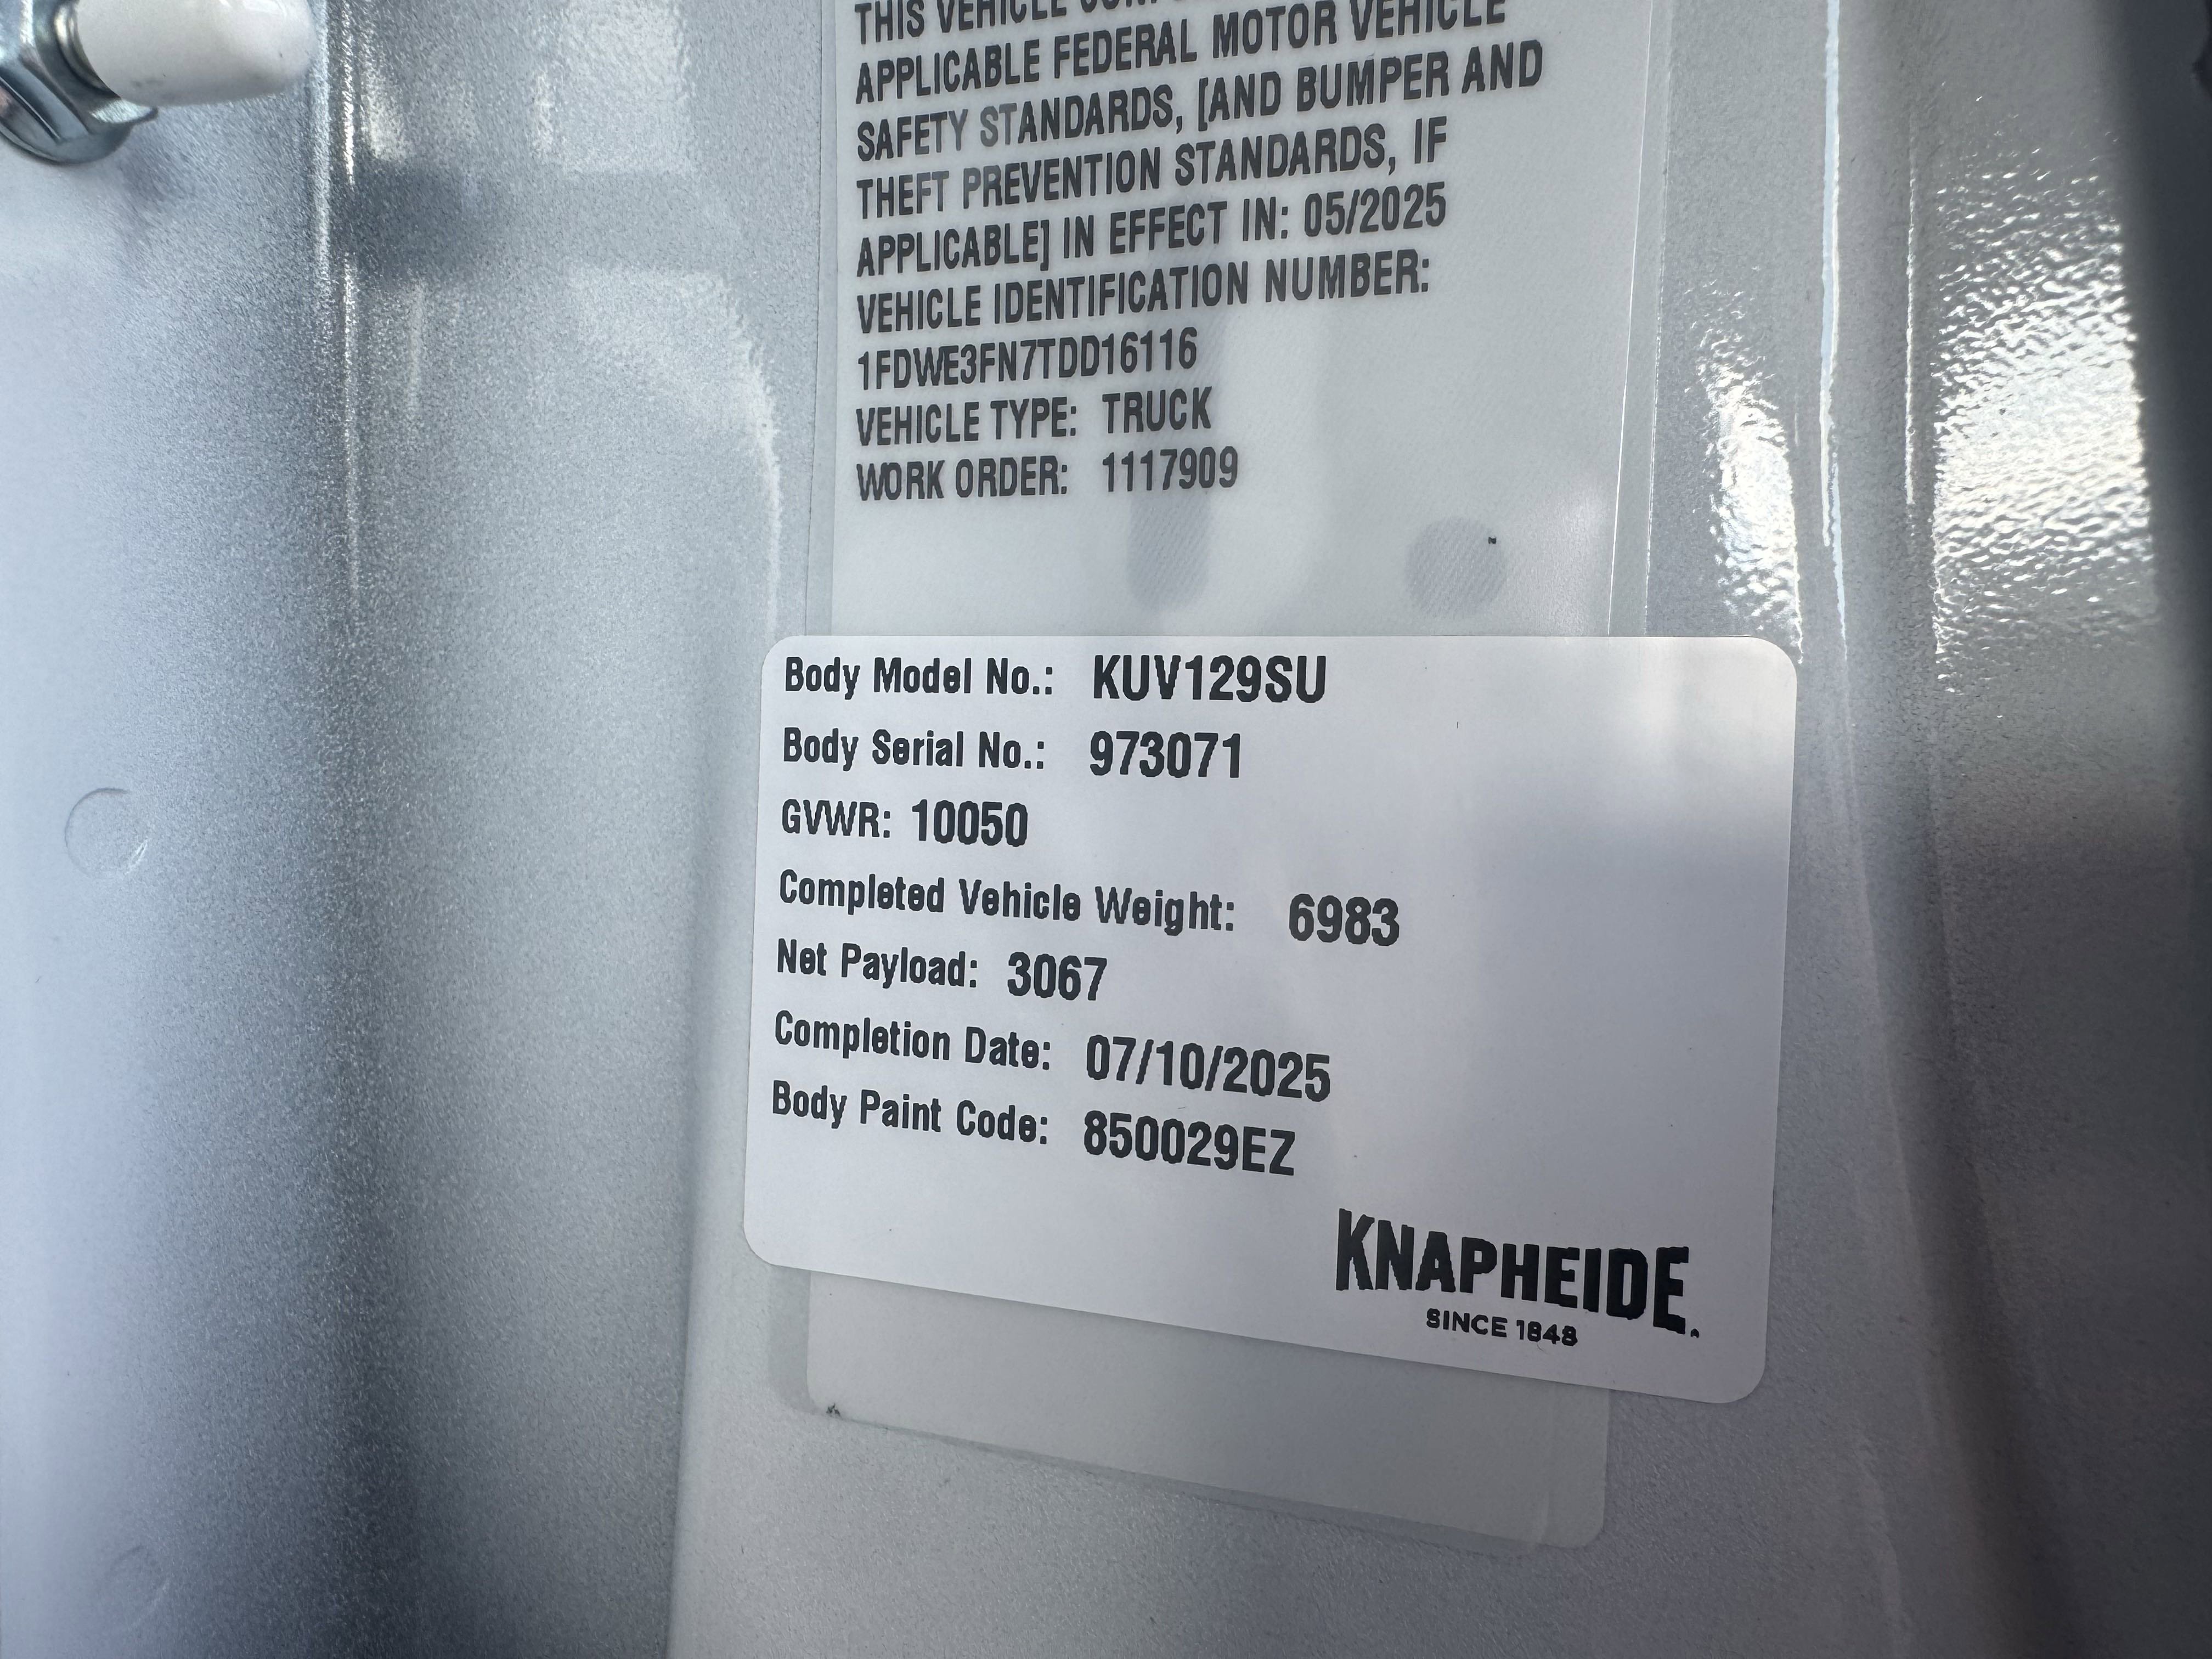 THIS VEHICLE
APPLICABLE FEDERAL MOTOR VEHICLE
SAFETY STANDARDS, [AND BUMPER AND
THEFT PREVENTION STANDARDS, IF
APPLICABLE] IN EFFECT IN: 05/2025
VEHICLE IDENTIFICATION NUMBER:
1FDWE3FN7TDD16116
VEHICLE TYPE: TRUCK
WORK ORDER: 1117909
Body Model No.: KUV129SU
Body Serial No.: 973071
GVWR: 10050
Completed Vehicle Weight: 6983
Net Payload: 3067
Completion Date: 07/10/2025
Body Paint Code: 850029EZ
KNAPHEIDE
SINCE 1848